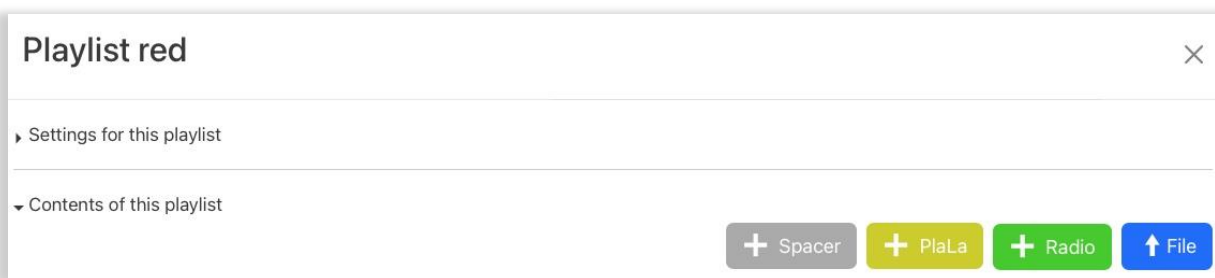 Playlist red
Settings for this playlist
Contents of this playlist
Spacer PlaLa Radio File